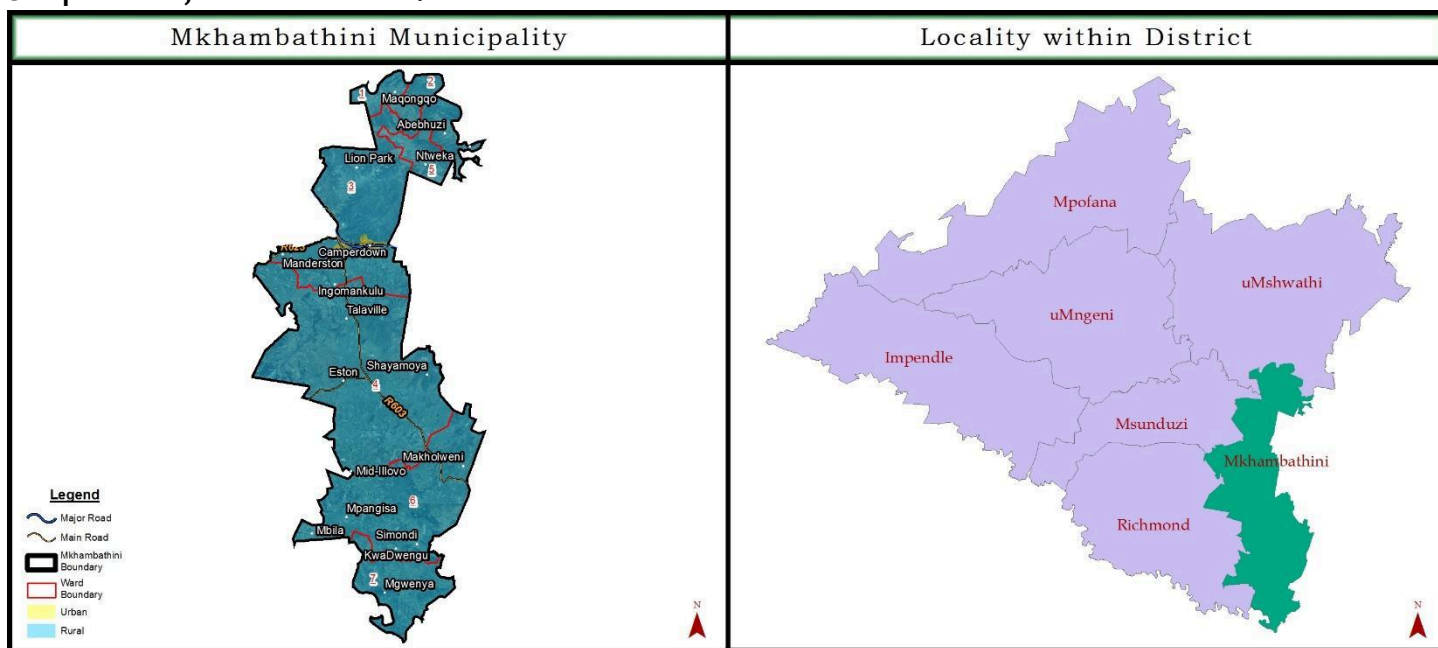 Mkhambathini Municipality
Locality within District
1
2
Maqongqo
Abebhuzi
Lion Park
Ntweka
5
3
Camperdown
Manderston
Ingomankulu
Talaville
Shayamoya
Eston
4
R603
Makholweni
Mid-Illovo
6
Mpangisa
Mbila
Simondi
KwaDwengu
7
Mgwenya
Legend
Major Road
Main Road
Mkhambathini
Boundary
Ward
Boundary
Urban
Rural
N
Mpofana
uMshwathi
uMngeni
Impendle
Msunduzi
Mkhambathini
Richmond
N